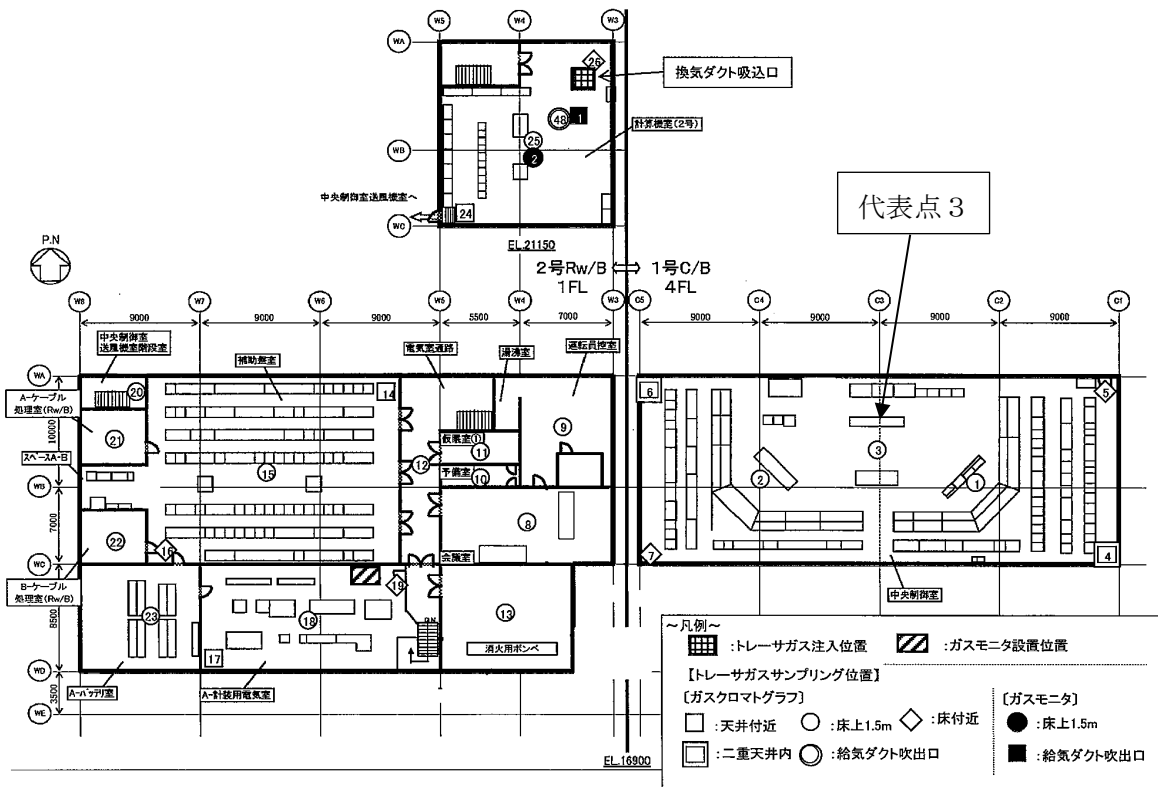 W5
W4
W3
WA
26
換気ダクト吸込口
48
1
計算機室(2号)
25
WB
2
中央制御室送風機室へ
24
WC
代表点3
EL.21150
P.N
2号Rw/B
1号C/B
1FL
4FL
W8
W7
W6
W5
W4
W3
C5
C4
C3
C2
C1
9000
9000
9000
5500
7000
9000
9000
9000
9000
中央制御室
送風機室階段室
補助盤室
電気室通路
湯沸室
運転員控室
WA
20
14
6
5
A-ケーブル
処理室(Rw/B)
10000
21
仮眠室①
11
9
3
スペースA-B
15
12
予備室
10
2
1
WB
7000
22
8
16
会議室
7
4
WC
B-ケーブル
処理室(Rw/B)
19
中央制御室
8500
23
18
13
17
消火用ボンベ
WD
A-バッテリ室
A-計装用電気室
3500
WE
EL.16900
~凡例~
:トレーサガス注入位置
:ガスモニタ設置位置
【トレーサガスサンプリング位置】
〔ガスクロマトグラフ〕
〔ガスモニタ〕
:天井付近
:床上1.5m
:床付近
:床上1.5m
:二重天井内
:給気ダクト吹出口
:給気ダクト吹出口